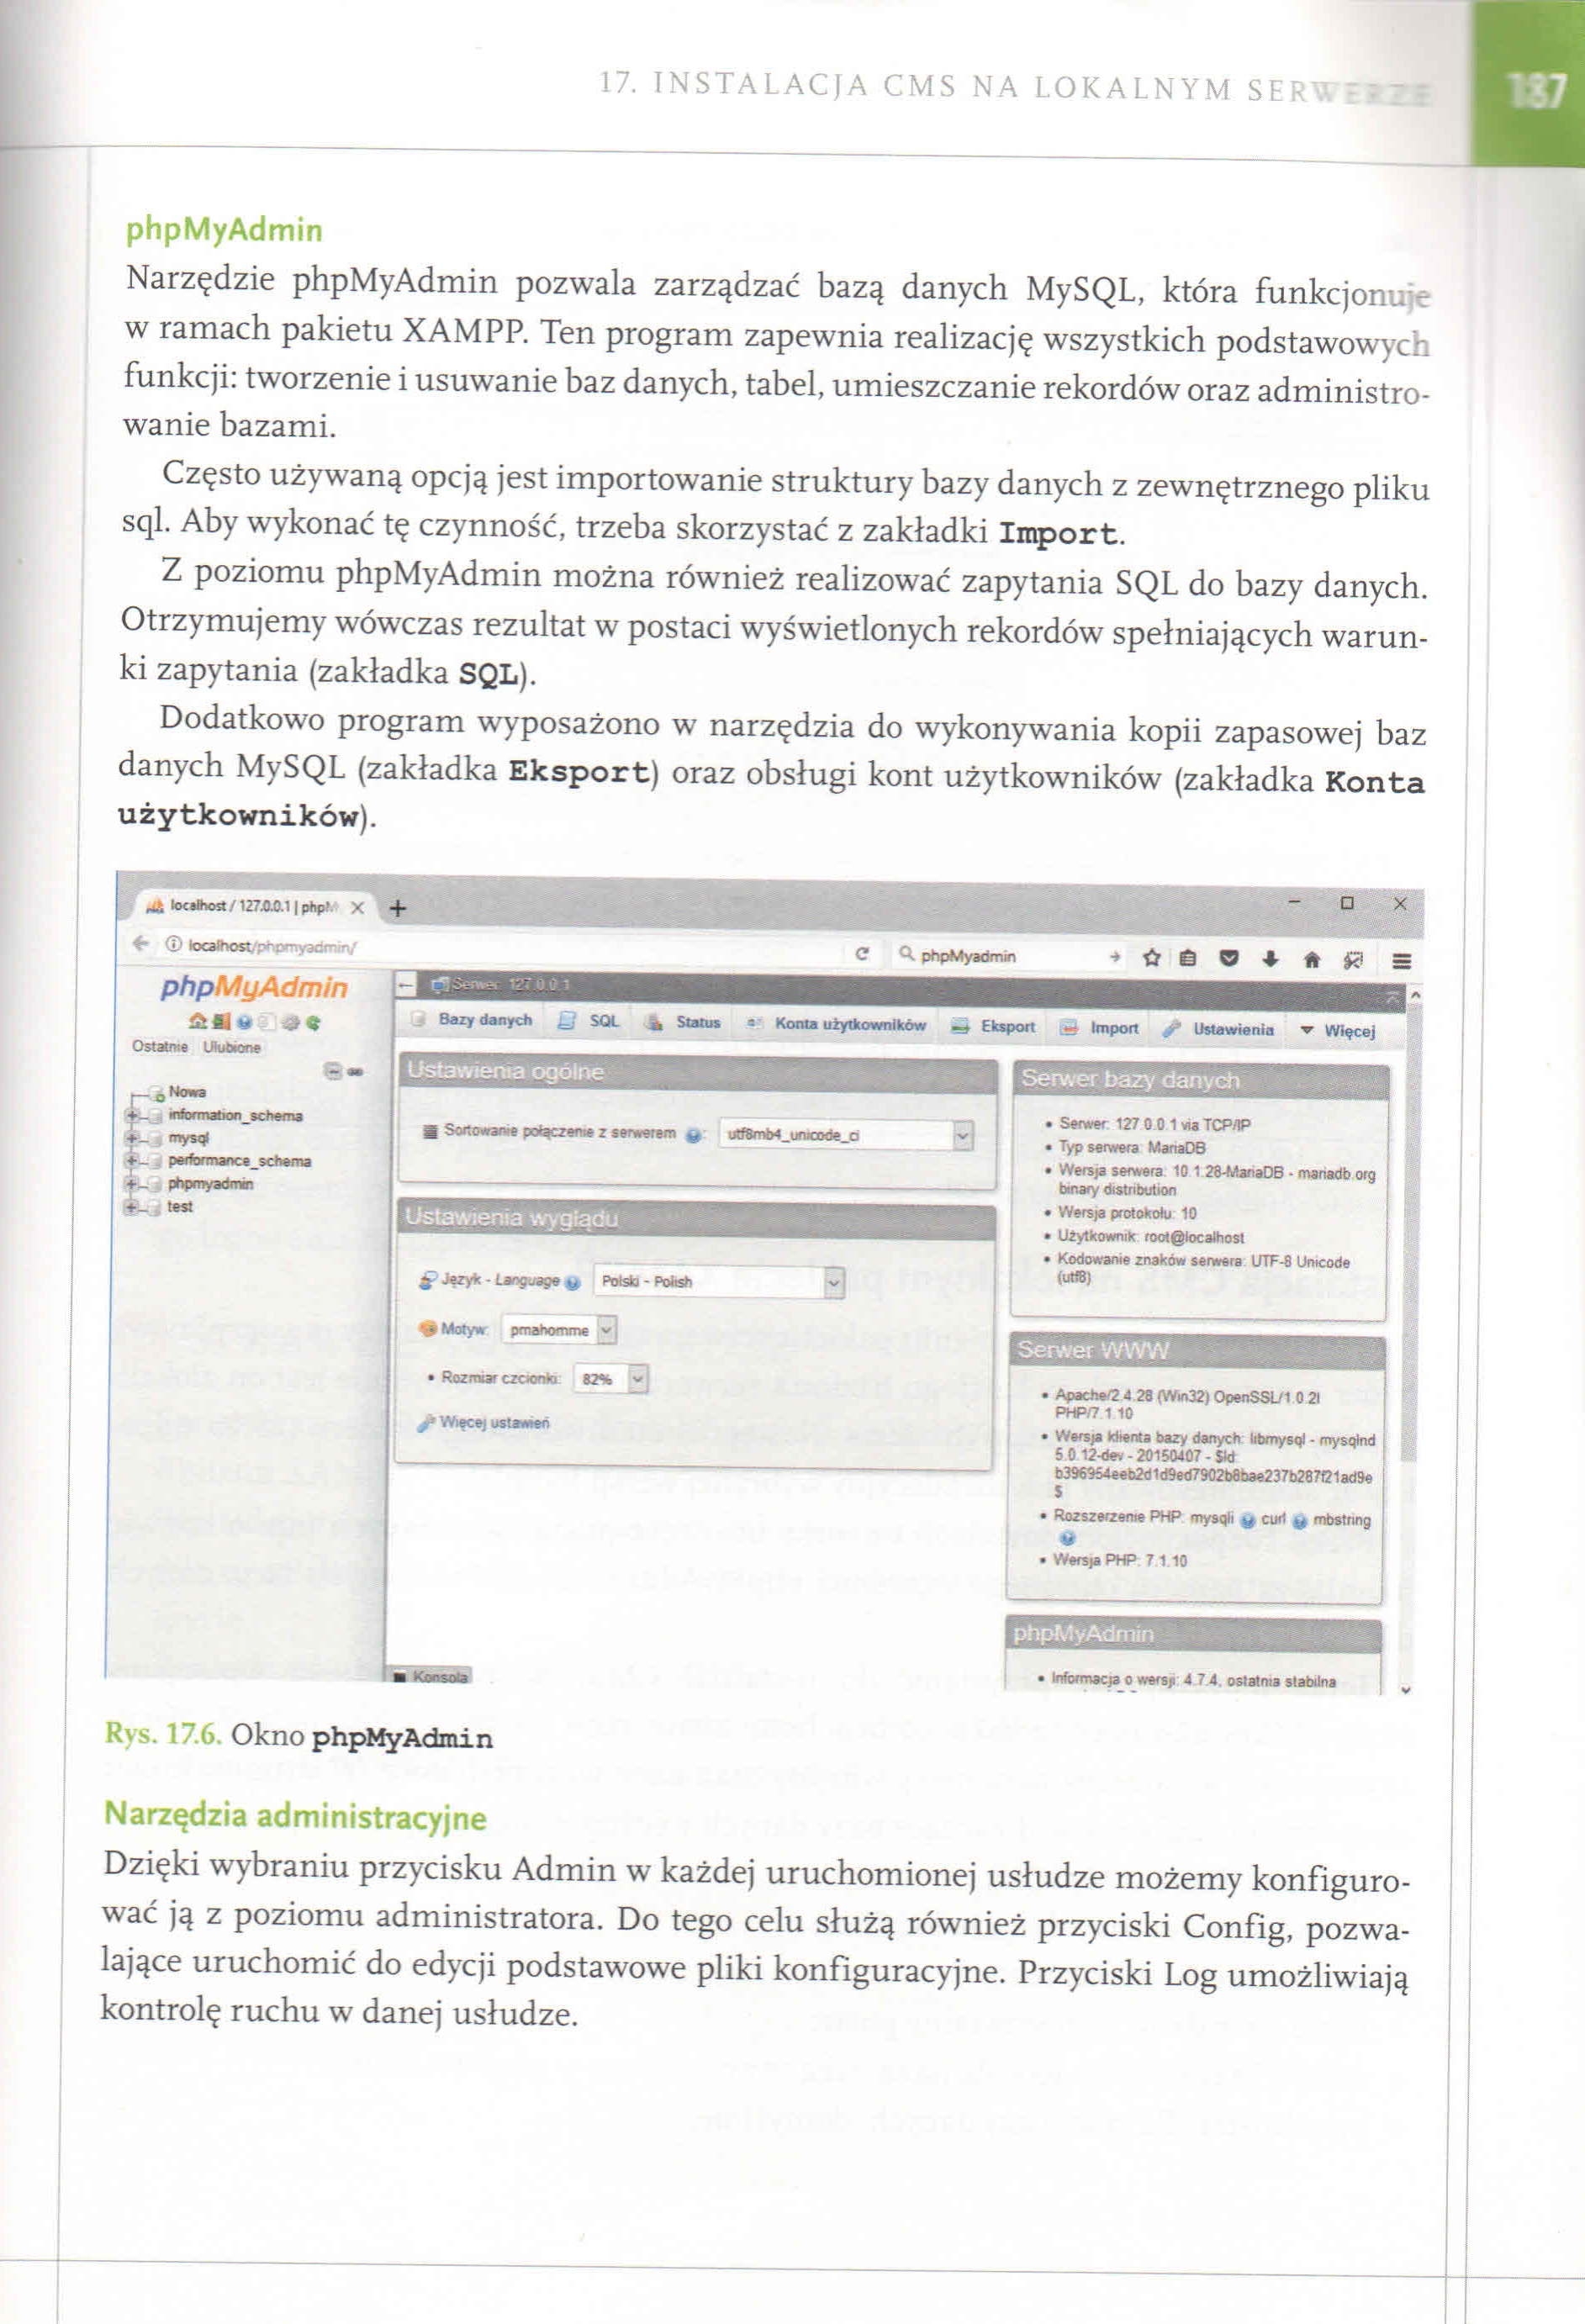 17. INSTALACJA CMS NA LOKALNYM SERWERZE
187
phpMyAdmin
Narzędzie phpMyAdmin pozwala zarządzać bazą danych MySQL, która funkcjonuje
w ramach pakietu XAMPP. Ten program zapewnia realizację wszystkich podstawowych
funkcji: tworzenie i usuwanie baz danych, tabel, umieszczanie rekordów oraz administro-
wanie bazami.
Często używaną opcją jest importowanie struktury bazy danych z zewnętrznego pliku
sql. Aby wykonać tę czynność, trzeba skorzystać z zakładki Import.
Z poziomu phpMyAdmin można również realizować zapytania SQL do bazy danych.
Otrzymujemy wówczas rezultat w postaci wyświetlonych rekordów spełniających warun-
ki zapytania (zakładka SQL).
Dodatkowo program wyposażono w narzędzia do wykonywania kopii zapasowej baz
danych MySQL (zakładka Eksport) oraz obsługi kont użytkowników (zakładka Konta
użytkowników).
localhost / 127.0.0.1 | phpM
localhost/phpmyadmin/
phpMyadmin
phpMyAdmin
Ostatnie Ulubione
Nowa
information_schema
mysql
performance_schema
phpmyadmin
test
Serwer: 127.0.0.1
Bazy danych SQL Status Konta użytkowników Eksport Import Ustawienia Więcej
Ustawienia ogólne
Sortowanie połączenie z serwerem : utf8mb4_unicode_ci
Ustawienia wyglądu
Język - Language Polski - Polish
Motyw: pmahomme
• Rozmiar czcionki: 82%
Więcej ustawień
Konsola
Serwer bazy danych
• Serwer: 127.0.0.1 via TCP/IP
• Typ serwera: MariaDB
• Wersja serwera: 10.1.28-MariaDB - mariadb.org
binary distribution
• Wersja protokołu: 10
• Użytkownik: root@localhost
• Kodowanie znaków serwera: UTF-8 Unicode
(utf8)
Serwer WWW
• Apache/2.4.28 (Win32) OpenSSL/1.0.2l
PHP/7.1.10
• Wersja klienta bazy danych: libmysql - mysqlnd
5.0.12-dev - 20150407 - $Id:
b396954eeb2d1d9ed7902b8bae237b287f21ad9e
$
• Rozszerzenie PHP: mysqli curl mbstring
• Wersja PHP: 7.1.10
phpMyAdmin
• Informacja o wersji: 4.7.4, ostatnia stabilna
Rys. 17.6. Okno phpMyAdmin
Narzędzia administracyjne
Dzięki wybraniu przycisku Admin w każdej uruchomionej usłudze możemy konfiguro-
wać ją z poziomu administratora. Do tego celu służą również przyciski Config, pozwa-
lające uruchomić do edycji podstawowe pliki konfiguracyjne. Przyciski Log umożliwiają
kontrolę ruchu w danej usłudze.